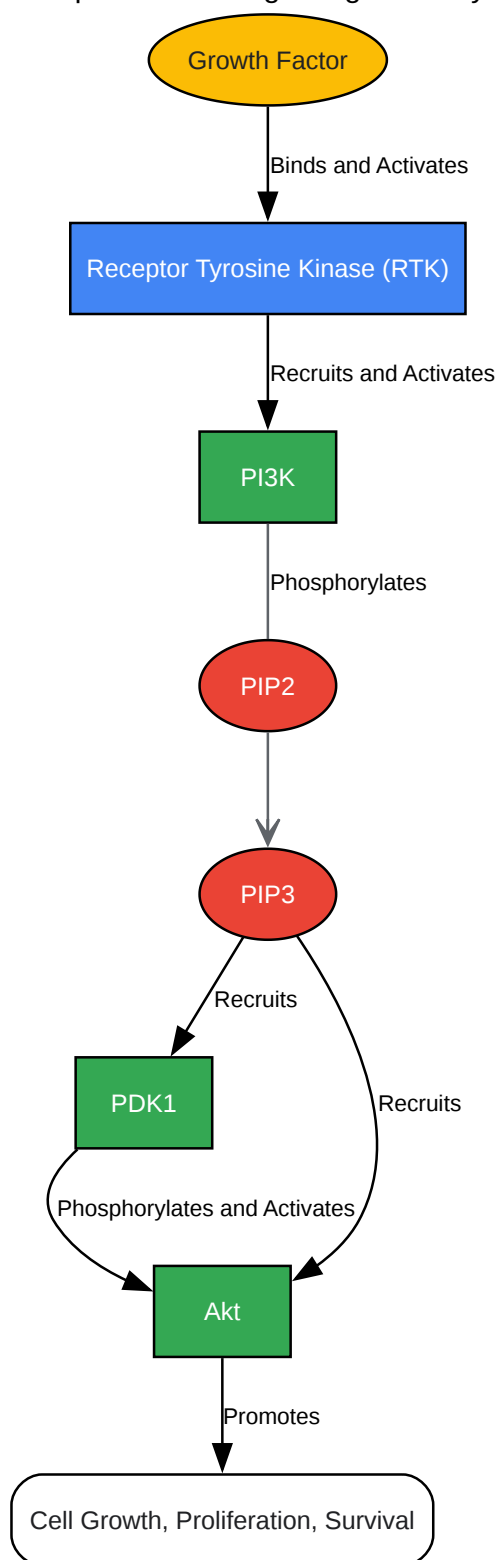 Growth Factor
Binds and Activates
Receptor Tyrosine Kinase (RTK)
Recruits and Activates
PI3K
Phosphorylates
PIP2
PIP3
Recruits
PDK1
Recruits
Phosphorylates and Activates
Akt
Promotes
Cell Growth, Proliferation, Survival